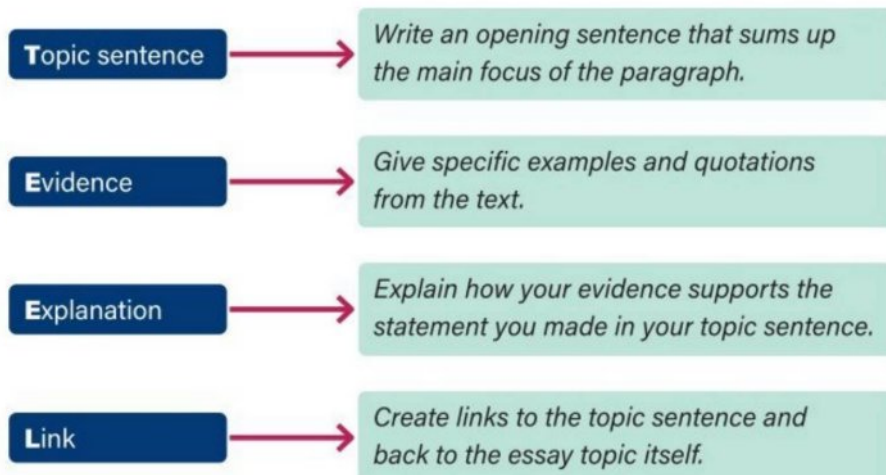 Topic sentence
Write an opening sentence that sums up
the main focus of the paragraph.
Evidence
Give specific examples and quotations
from the text.
Explanation
Explain how your evidence supports the
statement you made in your topic sentence.
Link
Create links to the topic sentence and
back to the essay topic itself.